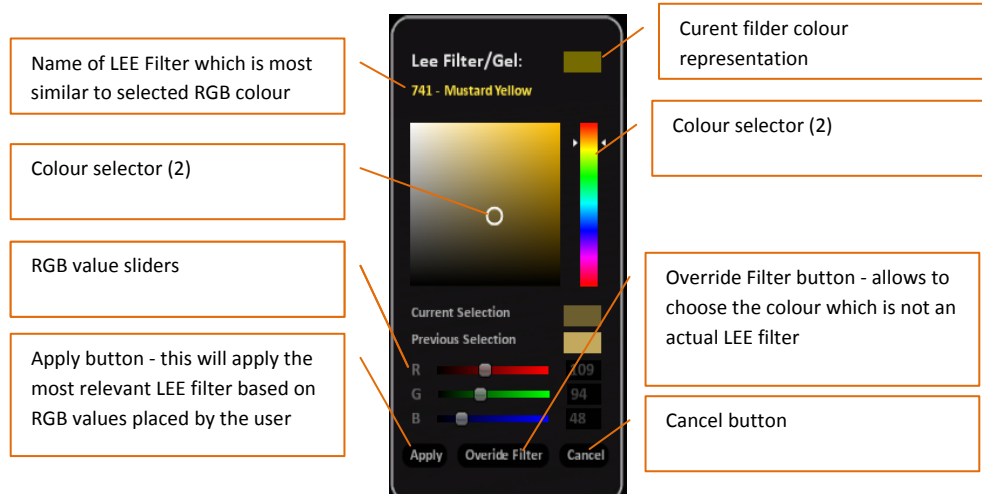 Name of LEE Filter which is most
similar to selected RGB colour
Colour selector (2)
RGB value sliders
Apply button - this will apply the
most relevant LEE filter based on
RGB values placed by the user
Lee Filter/Gel:
741 - Mustard Yellow
Current Selection
Previous Selection
R 109
G 94
B 48
Apply Overide Filter Cancel
Curent filder colour
representation
Colour selector (2)
Override Filter button - allows to
choose the colour which is not an
actual LEE filter
Cancel button